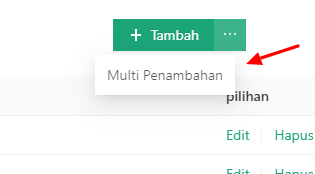 + Tambah ···
Multi Penambahan
pilihan
Edit Hapus
Edit Hapus